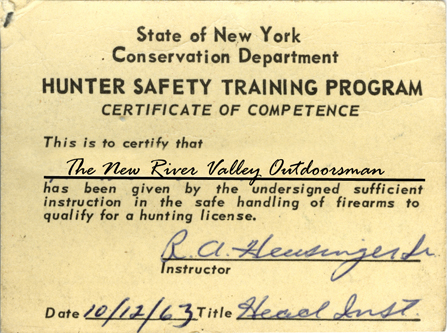 State of New York
Conservation Department
HUNTER SAFETY TRAINING PROGRAM
CERTIFICATE OF COMPETENCE
This is to certify that
The New River Valley Outdoorsman
has been given by the undersigned sufficient
instruction in the safe handling of firearms to
qualify for a hunting license.
R. A. Heusinger Jr
Instructor
Date 10/12/63 Title Head Inst.